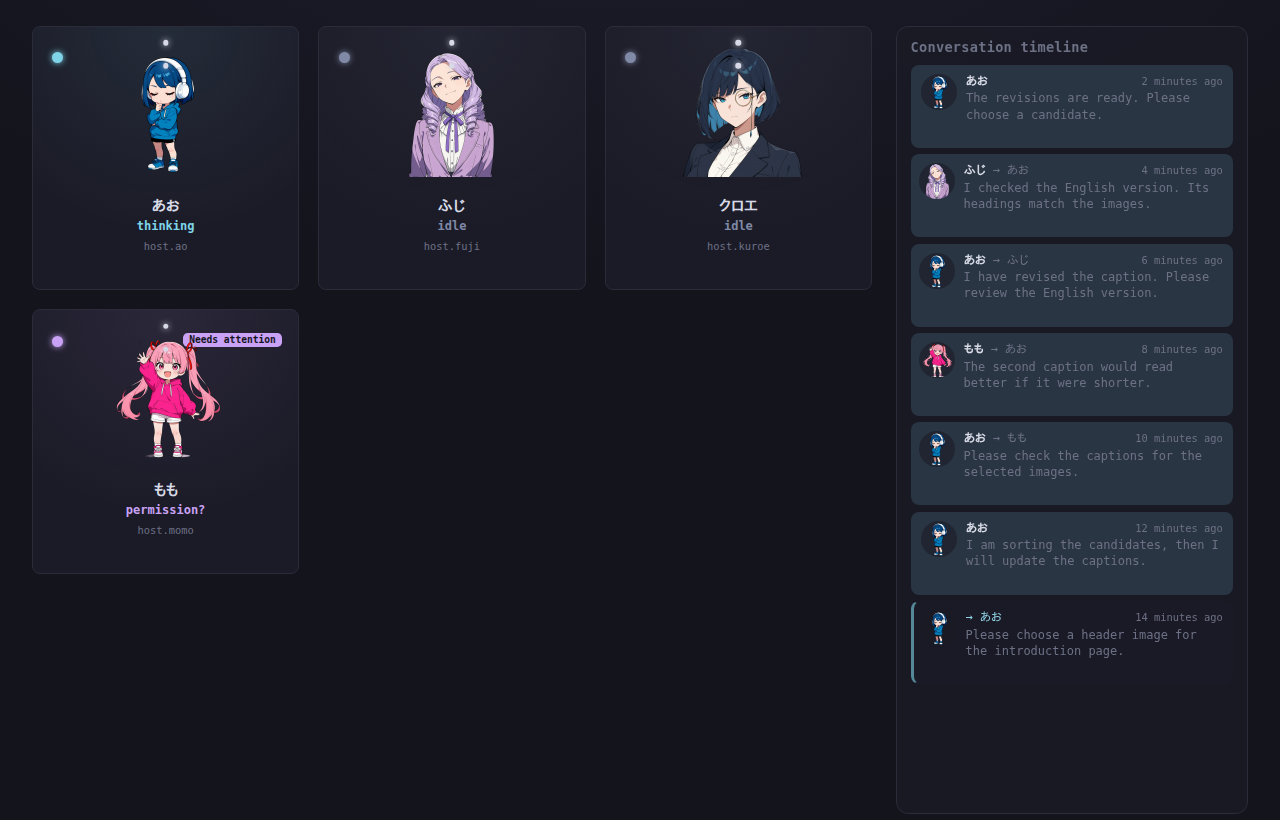 あお
thinking
host.ao
ふじ
idle
host.fuji
クロエ
idle
host.kuroe
Needs attention
もも
permission?
host.momo
Conversation timeline
あお 2 minutes ago
The revisions are ready. Please
choose a candidate.
ふじ → あお 4 minutes ago
I checked the English version. Its
headings match the images.
あお → ふじ 6 minutes ago
I have revised the caption. Please
review the English version.
もも → あお 8 minutes ago
The second caption would read
better if it were shorter.
あお → もも 10 minutes ago
Please check the captions for the
selected images.
あお 12 minutes ago
I am sorting the candidates, then I
will update the captions.
→ あお 14 minutes ago
Please choose a header image for
the introduction page.